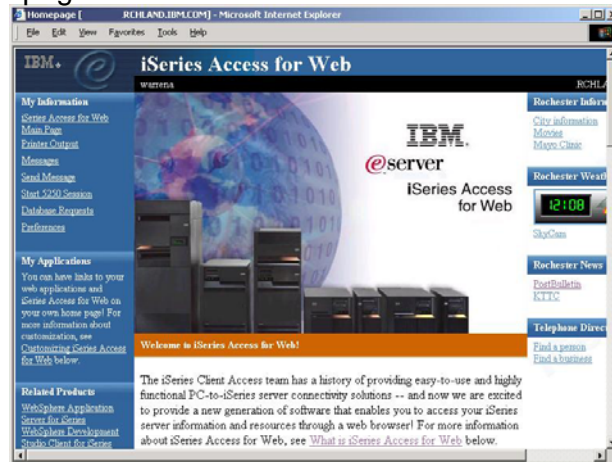 Homepage [ RCHLAND.IBM.COM] - Microsoft Internet Explorer
File Edit View Favorites Tools Help
IBM
iSeries Access for Web
warrena
RCHLA
My Information
iSeries Access for Web
Main Page
Printer Output
Messages
Send Message
Start 5250 Session
Database Requests
Preferences
My Applications
You can have links to your
web applications and
iSeries Access for Web on
your own home page! For
more information about
customization, see
Customizing iSeries Access
for Web below.
Related Products
WebSphere Application
Server for iSeries
WebSphere Development
Studio Client for iSeries
IBM.
e server
iSeries Access
for Web
Welcome to iSeries Access for Web!
The iSeries Client Access team has a history of providing easy-to-use and highly
functional PC-to-iSeries server connectivity solutions -- and now we are excited
to provide a new generation of software that enables you to access your iSeries
server information and resources through a web browser! For more information
about iSeries Access for Web, see What is iSeries Access for Web below.
Rochester Inform
City information
Movies
Mayo Clinic
Rochester Weath
12:08
SkyCam
Rochester News
PostBulletin
KTTC
Telephone Direc
Find a person
Find a business